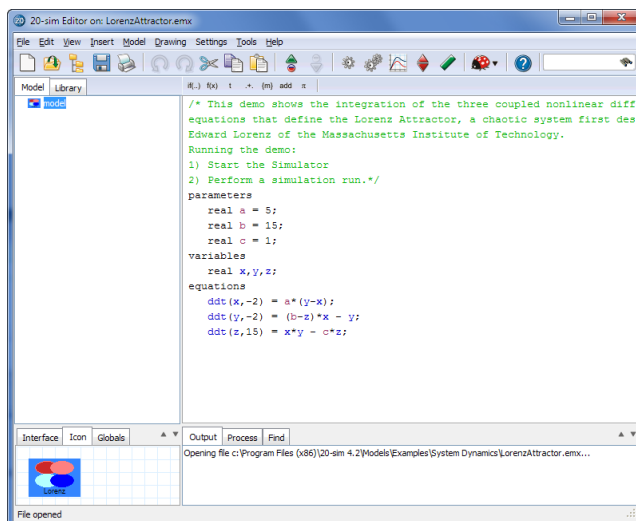 20-sim Editor on: LorenzAttractor.emx
File Edit View Insert Model Drawing Settings Tools Help
Model Library
if(..) f(x) t .+. {m} add π
model
/* This demo shows the integration of the three coupled nonlinear diff
equations that define the Lorenz Attractor, a chaotic system first des
Edward Lorenz of the Massachusetts Institute of Technology.
Running the demo:
1) Start the Simulator
2) Perform a simulation run.*/
parameters
real a = 5;
real b = 15;
real c = 1;
variables
real x,y,z;
equations
ddt(x,-2) = a*(y-x);
ddt(y,-2) = (b-z)*x - y;
ddt(z,15) = x*y - c*z;
Interface Icon Globals
Output Process Find
Opening file c:\Program Files (x86)\20-sim 4.2\Models\Examples\System Dynamics\LorenzAttractor.emx...
Lorenz
File opened